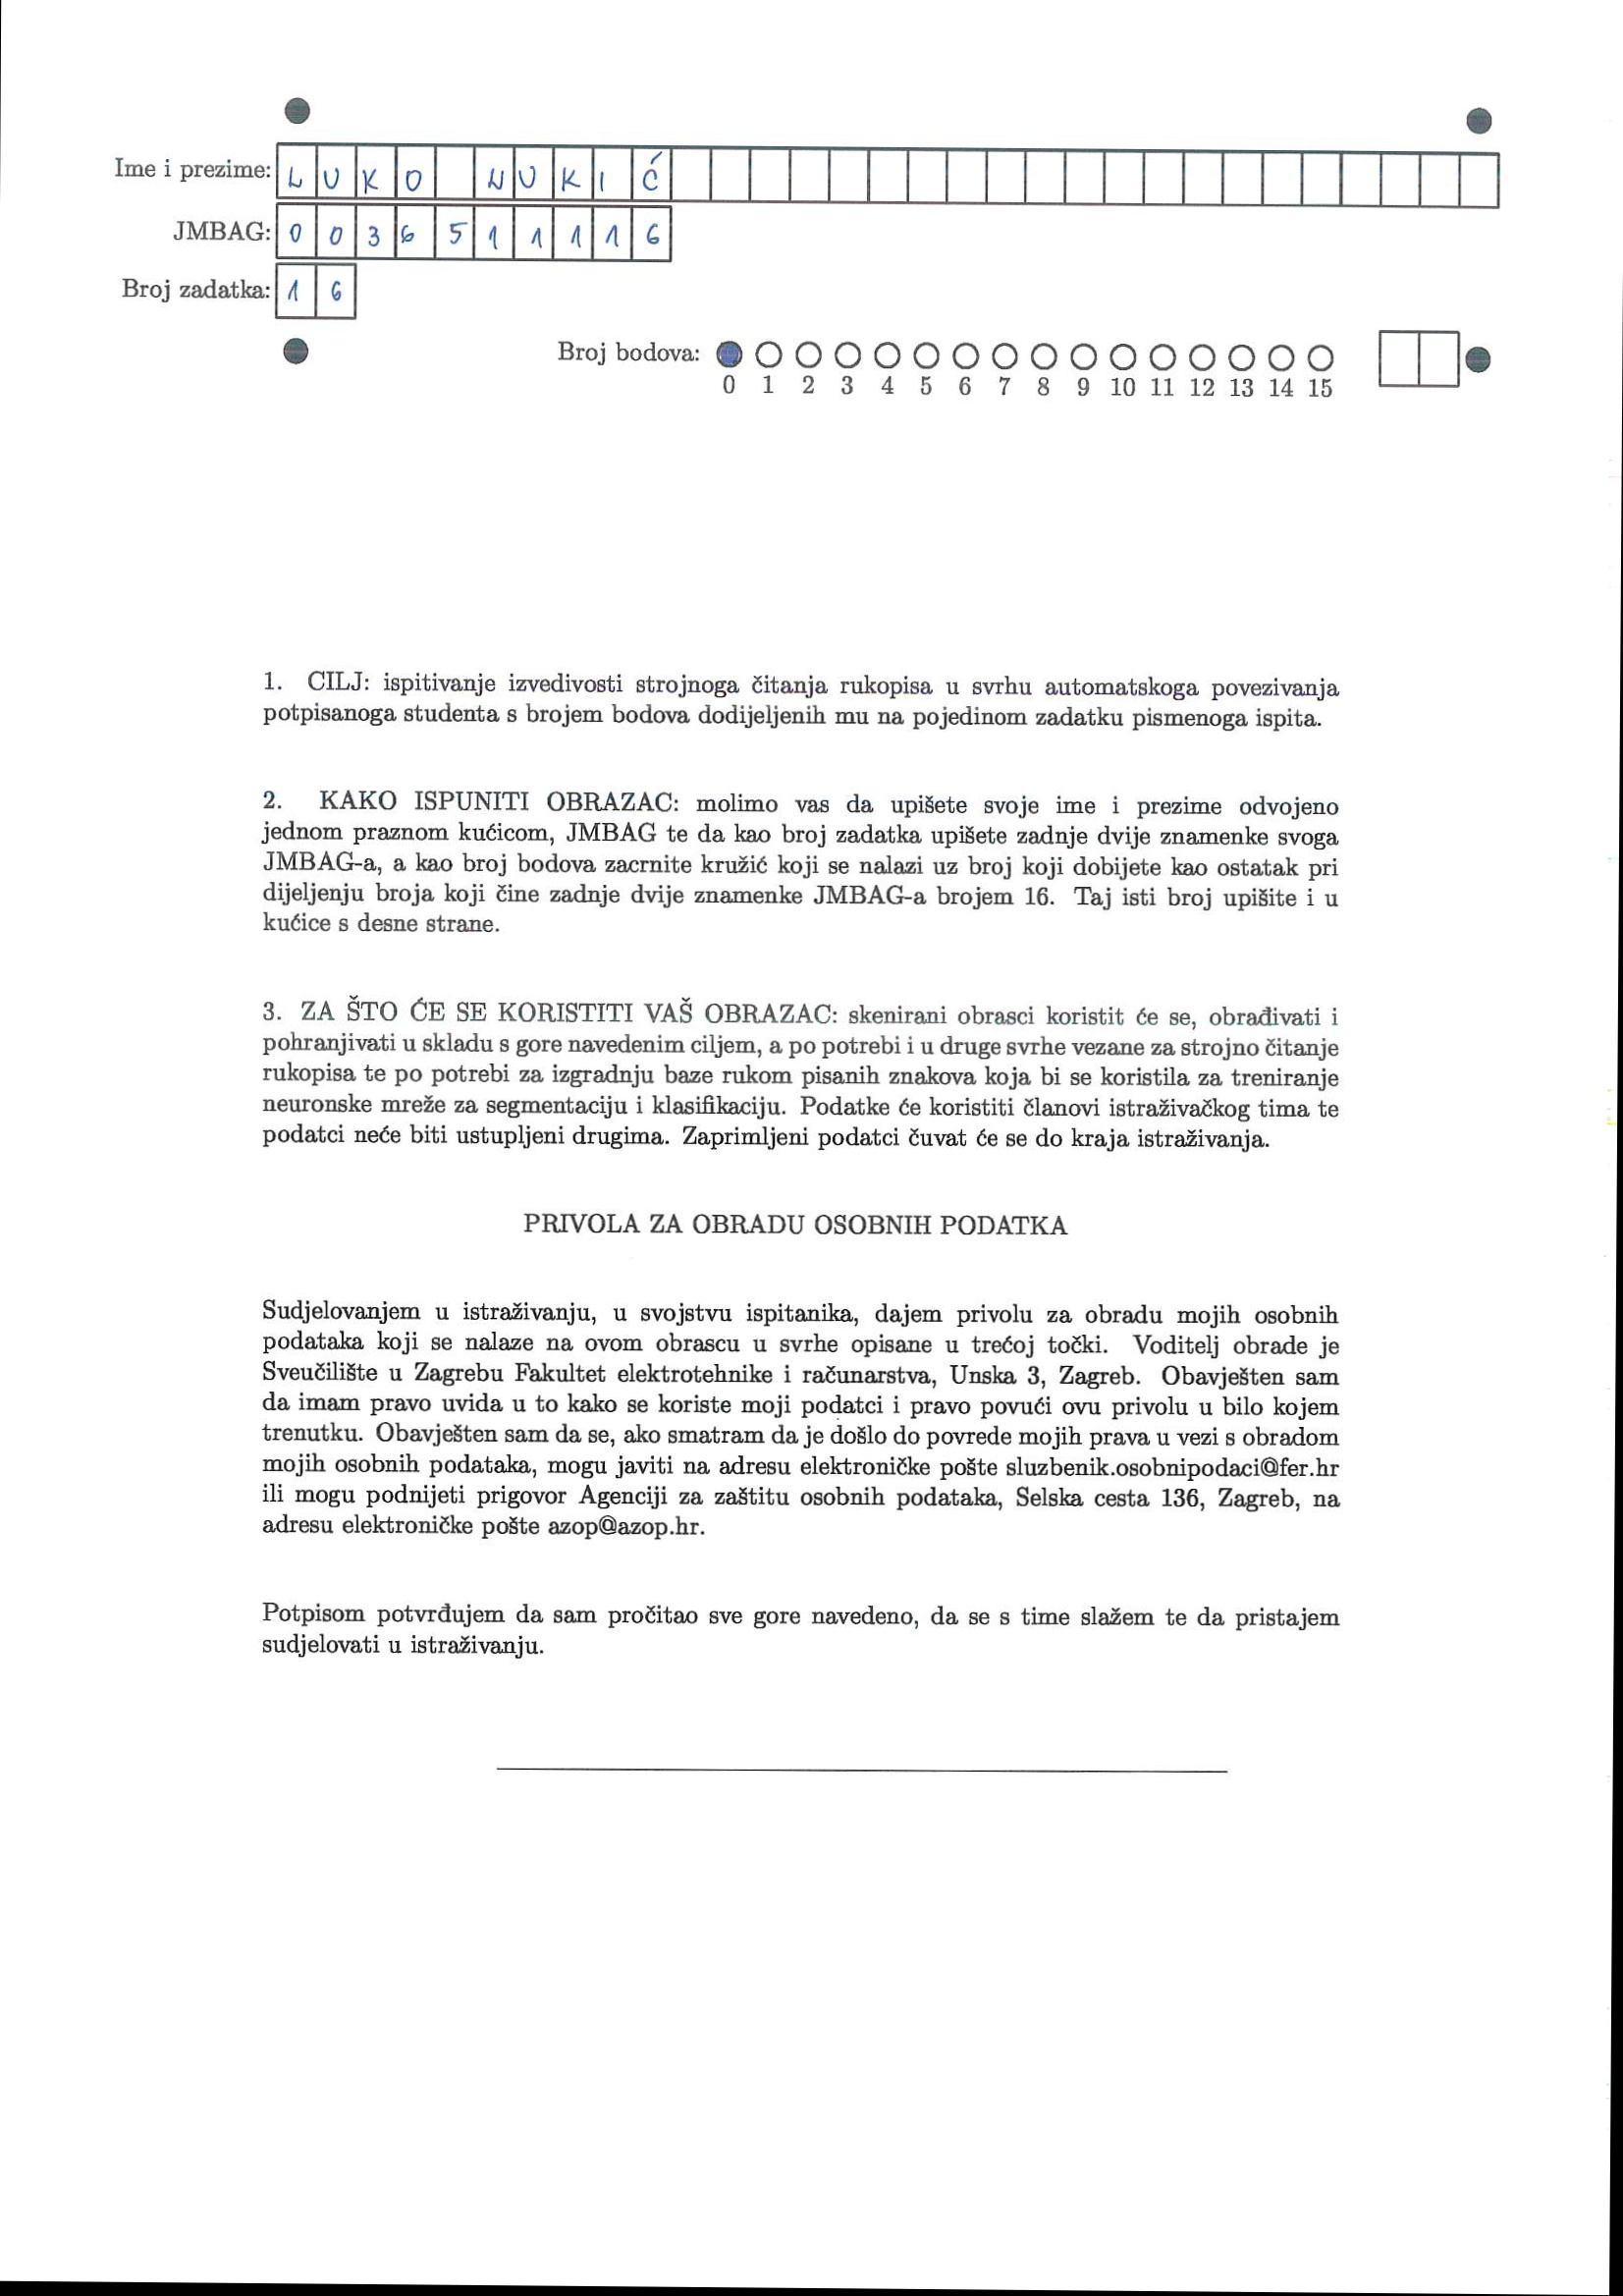 Ime i prezime: LUKO NUKIĆ
JMBAG: 0036511116
Broj zadatka: 16
Broj bodova:
0 1 2 3 4 5 6 7 8 9 10 11 12 13 14 15
1. CILJ: ispitivanje izvedivosti strojnoga čitanja rukopisa u svrhu automatskoga povezivanja
potpisanoga studenta s brojem bodova dodijeljenih mu na pojedinom zadatku pismenoga ispita.
2. KAKO ISPUNITI OBRAZAC: molimo vas da upišete svoje ime i prezime odvojeno
jednom praznom kućicom, JMBAG te da kao broj zadatka upišete zadnje dvije znamenke svoga
JMBAG-a, a kao broj bodova zacrnite kružić koji se nalazi uz broj koji dobijete kao ostatak pri
dijeljenju broja koji čine zadnje dvije znamenke JMBAG-a brojem 16. Taj isti broj upišite i u
kućice s desne strane.
3. ZA ŠTO ĆE SE KORISTITI VAŠ OBRAZAC: skenirani obrasci koristit će se, obrađivati i
pohranjivati u skladu s gore navedenim ciljem, a po potrebi i u druge svrhe vezane za strojno čitanje
rukopisa te po potrebi za izgradnju baze rukom pisanih znakova koja bi se koristila za treniranje
neuronske mreže za segmentaciju i klasifikaciju. Podatke će koristiti članovi istraživačkog tima te
podatci neće biti ustupljeni drugima. Zaprimljeni podatci čuvat će se do kraja istraživanja.
PRIVOLA ZA OBRADU OSOBNIH PODATKA
Sudjelovanjem u istraživanju, u svojstvu ispitanika, dajem privolu za obradu mojih osobnih
podataka koji se nalaze na ovom obrascu u svrhe opisane u trećoj točki. Voditelj obrade je
Sveučilište u Zagrebu Fakultet elektrotehnike i računarstva, Unska 3, Zagreb. Obavješten sam
da imam pravo uvida u to kako se koriste moji podatci i pravo povući ovu privolu u bilo kojem
trenutku. Obavješten sam da se, ako smatram da je došlo do povrede mojih prava u vezi s obradom
mojih osobnih podataka, mogu javiti na adresu elektroničke pošte sluzbenik.osobnipodaci@fer.hr
ili mogu podnijeti prigovor Agenciji za zaštitu osobnih podataka, Selska cesta 136, Zagreb, na
adresu elektroničke pošte azop@azop.hr.
Potpisom potvrđujem da sam pročitao sve gore navedeno, da se s time slažem te da pristajem
sudjelovati u istraživanju.